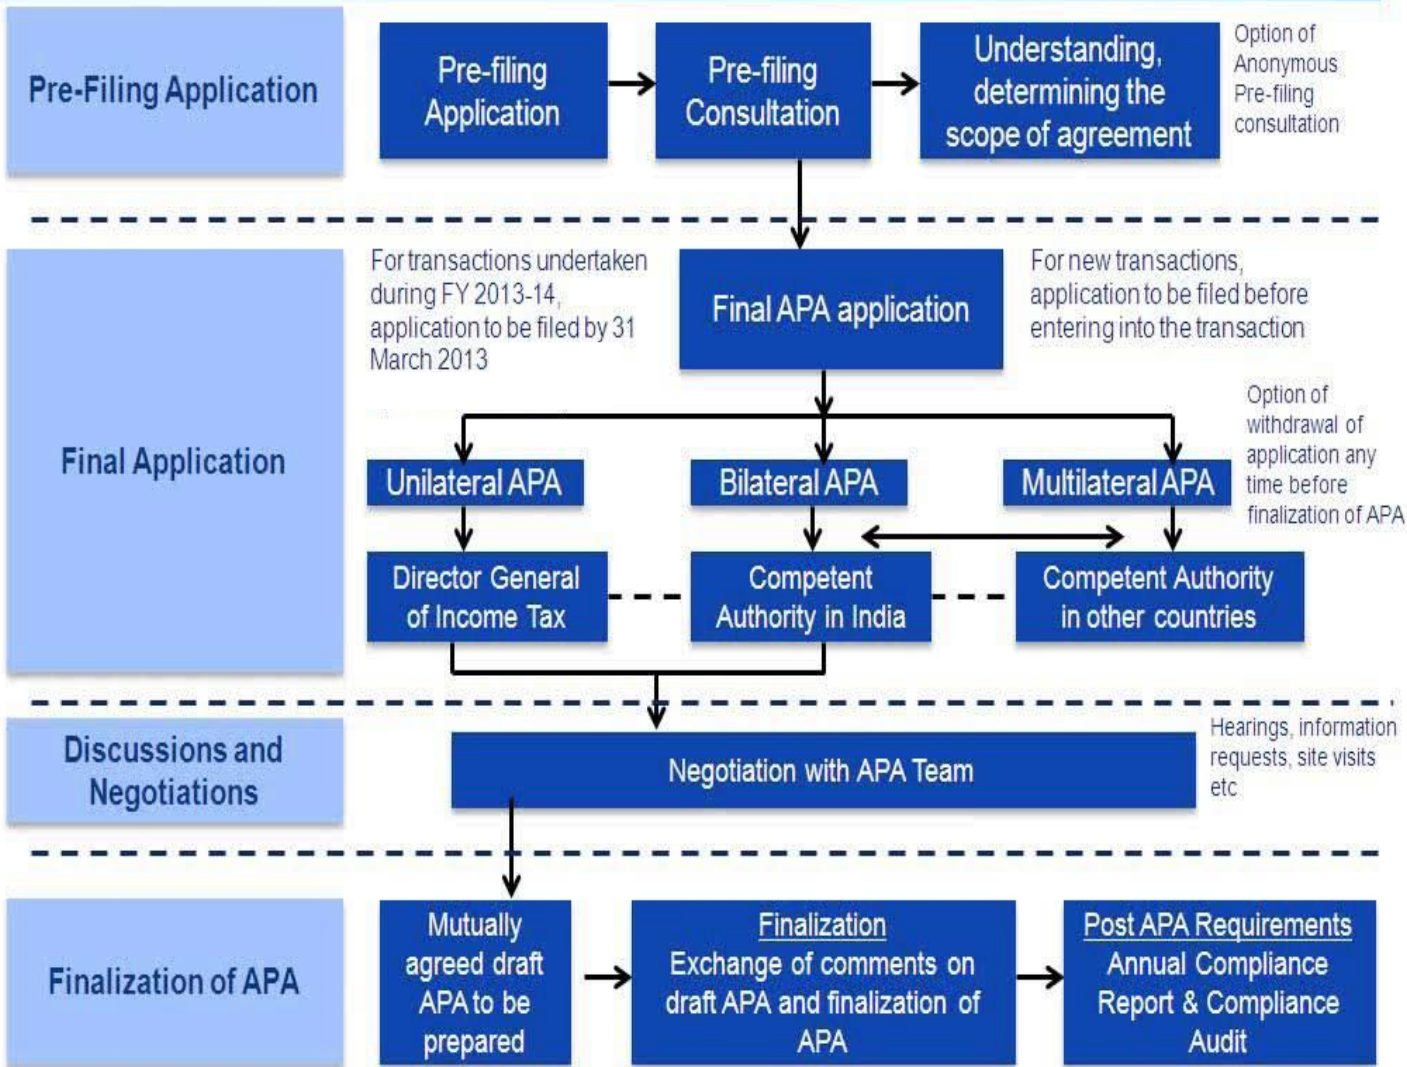 Pre-Filing Application
Pre-filing
Application
Pre-filing
Consultation
Understanding,
determining the
scope of agreement
Option of
Anonymous
Pre-filing
consultation
Final Application
For transactions undertaken
during FY 2013-14,
application to be filed by 31
March 2013
Final APA application
For new transactions,
application to be filed before
entering into the transaction
Option of
withdrawal of
application any
time before
finalization of APA
Unilateral APA
Bilateral APA
Multilateral APA
Director General
of Income Tax
Competent
Authority in India
Competent Authority
in other countries
Discussions and
Negotiations
Negotiation with APA Team
Hearings, information
requests, site visits
etc
Finalization of APA
Mutually
agreed draft
APA to be
prepared
Finalization
Exchange of comments on
draft APA and finalization of
APA
Post APA Requirements
Annual Compliance
Report & Compliance
Audit